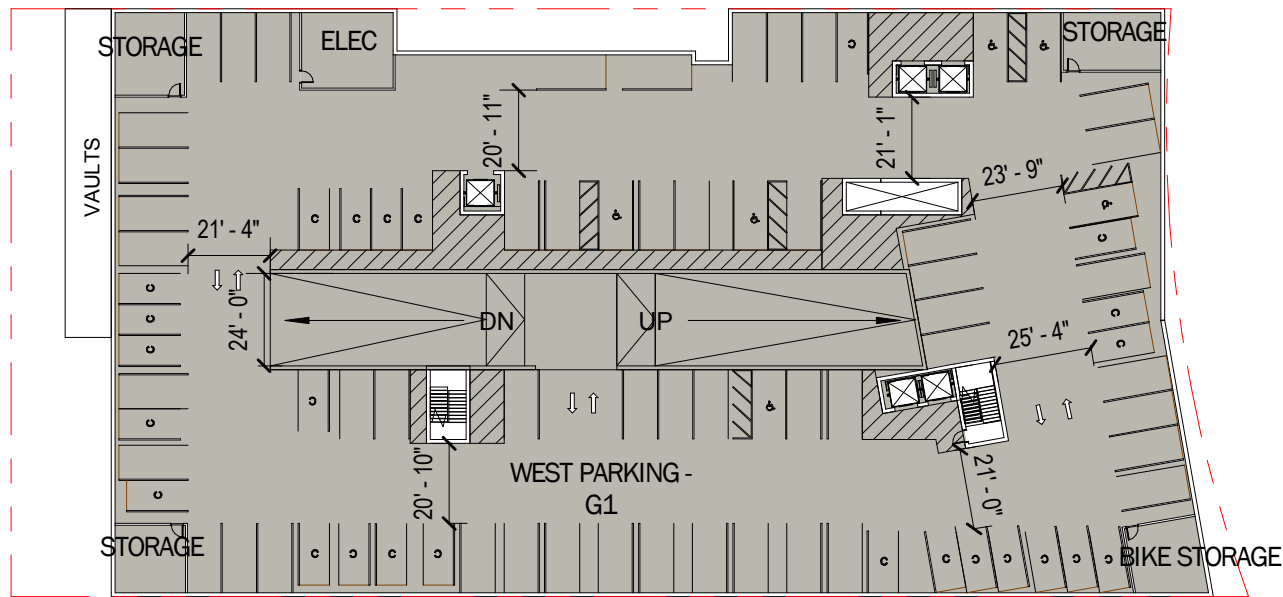 STORAGE
ELEC
STORAGE
C
C
VAULTS
20' - 11"
21' - 1"
23' - 9"
C
C
C
C
C
C
21' - 4"
24' - 0"
C
C
C
DN
UP
C
C
25' - 4"
C
C
20' - 10"
WEST PARKING -
G1
21' - 0"
C
STORAGE
C
C
C
C
C
C
C
C
C
C
C
BIKE STORAGE